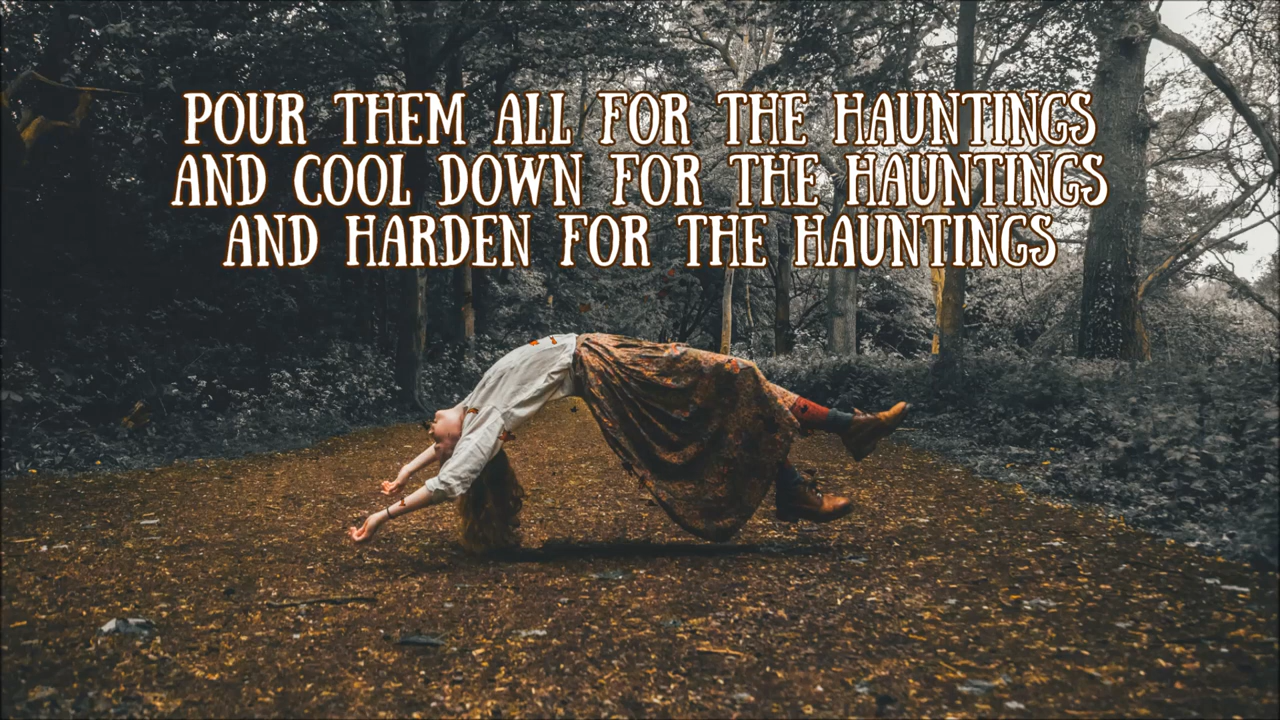 POUR THEM ALL FOR THE HAUNTINGS
AND COOL DOWN FOR THE HAUNTINGS
AND HARDEN FOR THE HAUNTINGS